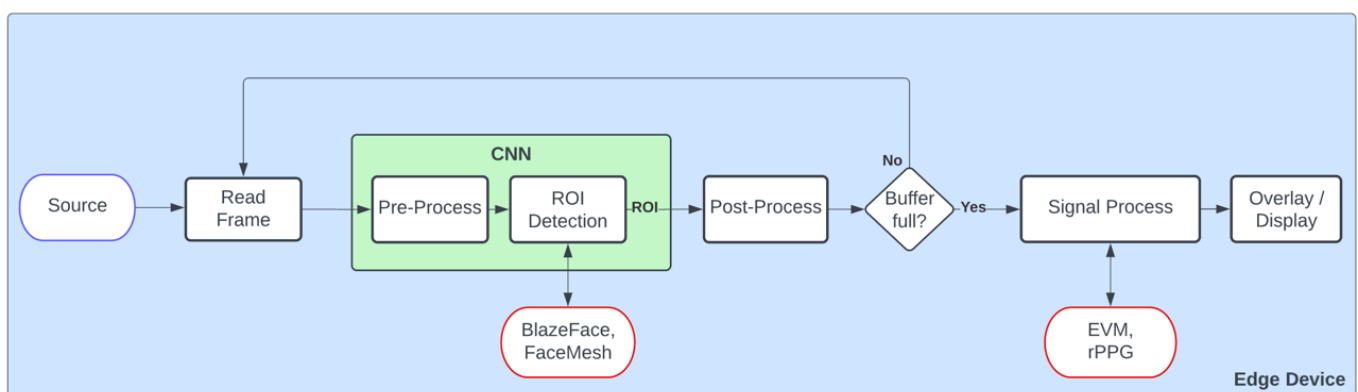 CNN
No
Source
Read
Frame
Pre-Process
ROI
Detection
ROI
Post-Process
Buffer
full?
Yes
Signal Process
Overlay /
Display
BlazeFace,
FaceMesh
EVM,
rPPG
Edge Device